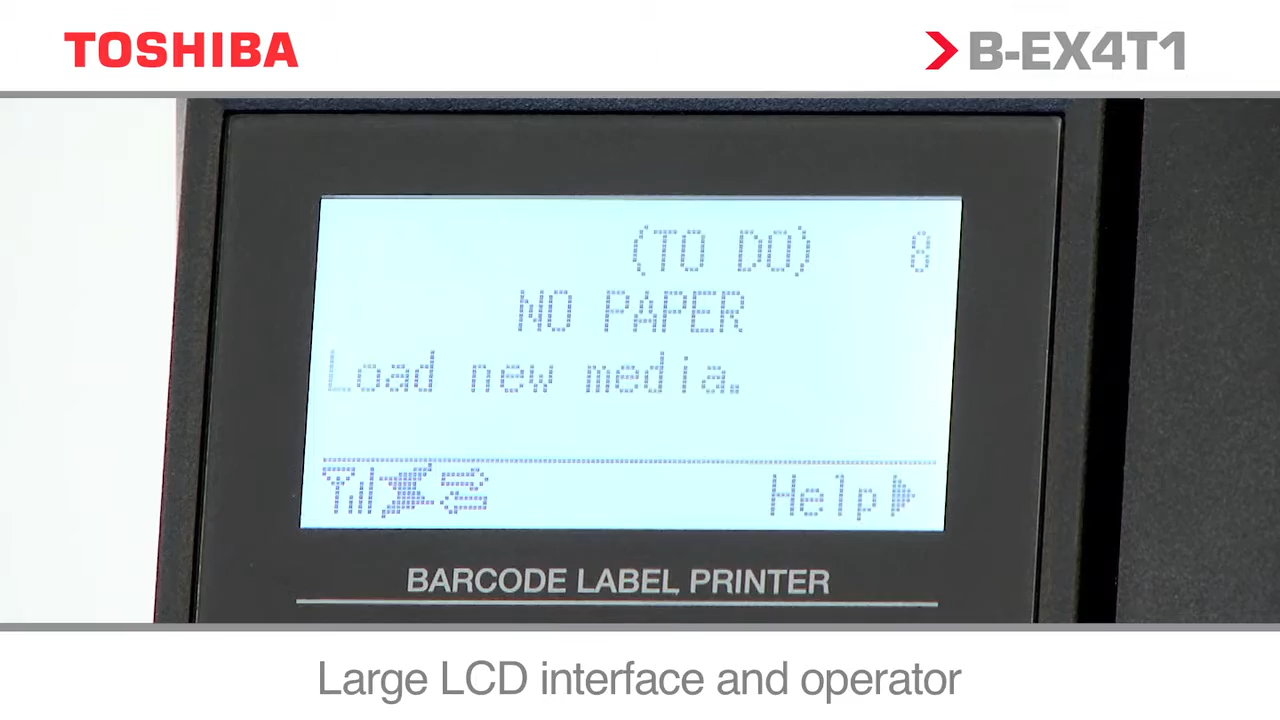 TOSHIBA
B-EX4T1
(TO DO) 8
NO PAPER
Load new media.
Help
BARCODE LABEL PRINTER
Large LCD interface and operator